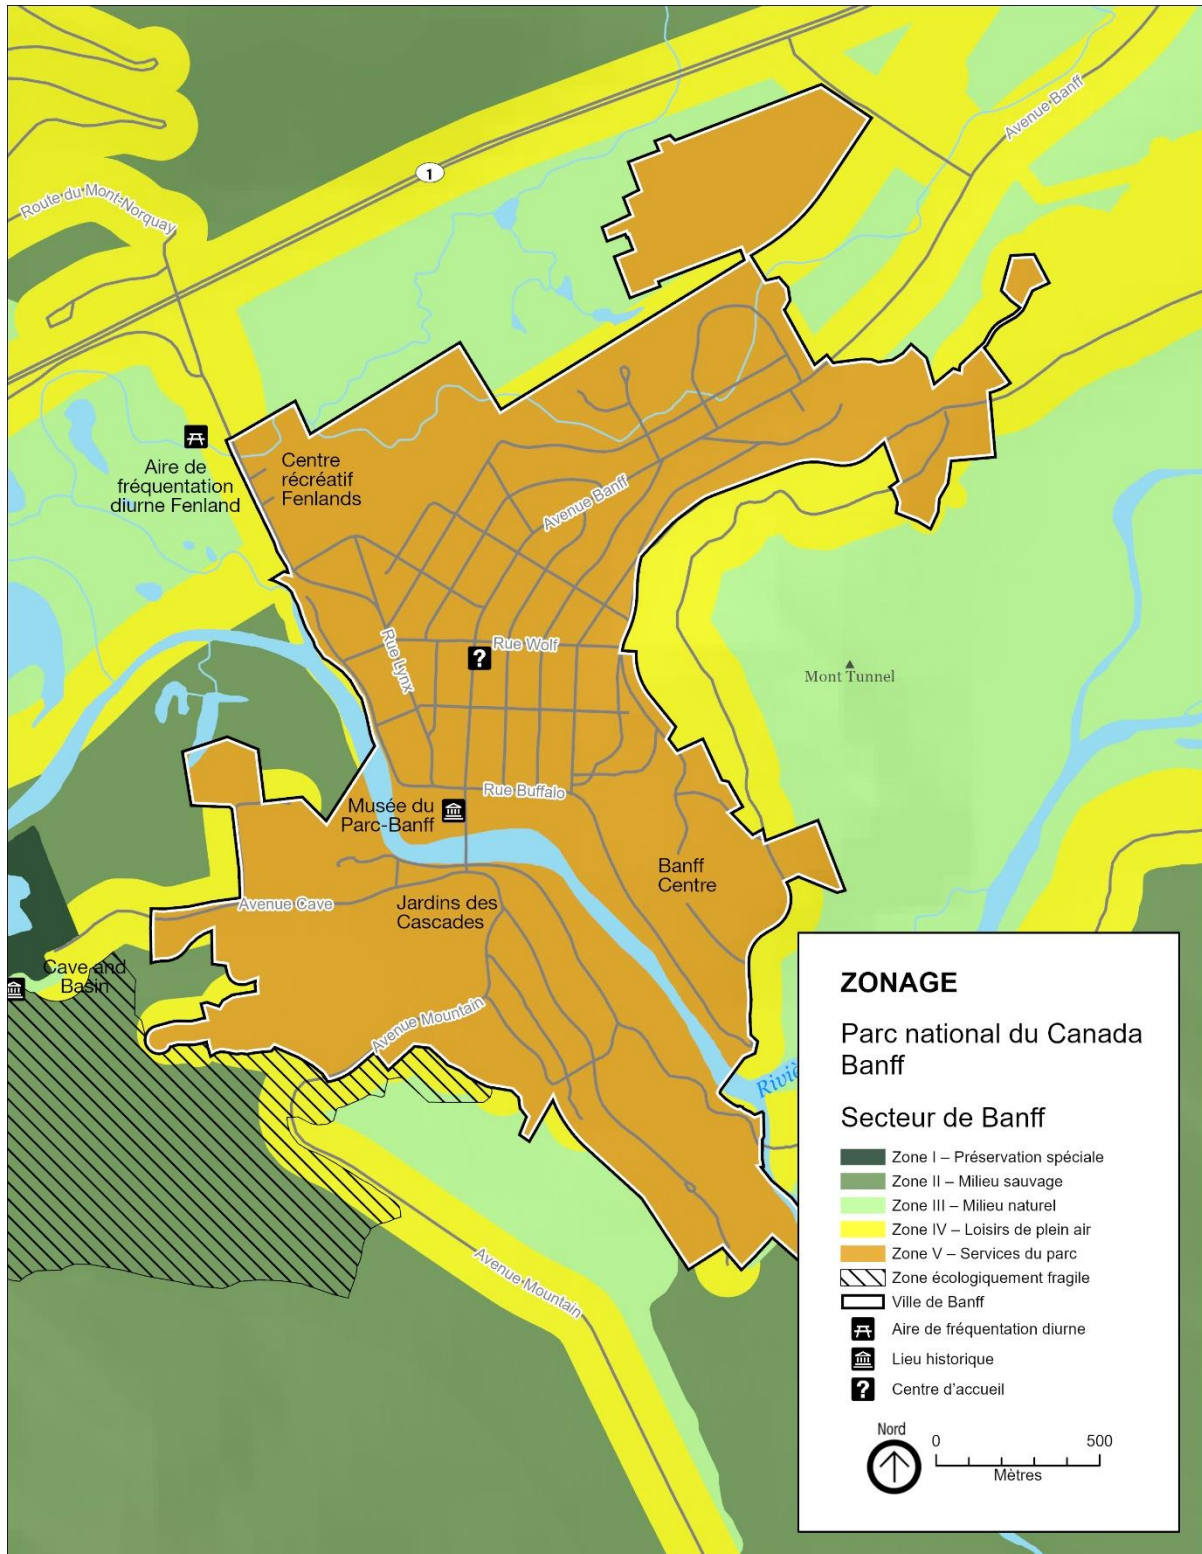 Avenue Banff
1
Route du Mont-Norquay
Centre
récréatif
Fenlands
Aire de
fréquentation
diurne Fenland
Avenue Banff
Rue Wolf
?
Rue Lynx
Mont Tunnel
Rue Buffalo
Musée du
Parc-Banff
Banff
Centre
Avenue Cave
Jardins des
Cascades
Cave and
Basin
Avenue Mountain
Riviè
Avenue Mountain
ZONAGE
Parc national du Canada
Banff
Secteur de Banff
Zone I – Préservation spéciale
Zone II – Milieu sauvage
Zone III – Milieu naturel
Zone IV – Loisirs de plein air
Zone V – Services du parc
Zone écologiquement fragile
Ville de Banff
Aire de fréquentation diurne
Lieu historique
? Centre d'accueil
Nord
0 500
Mètres